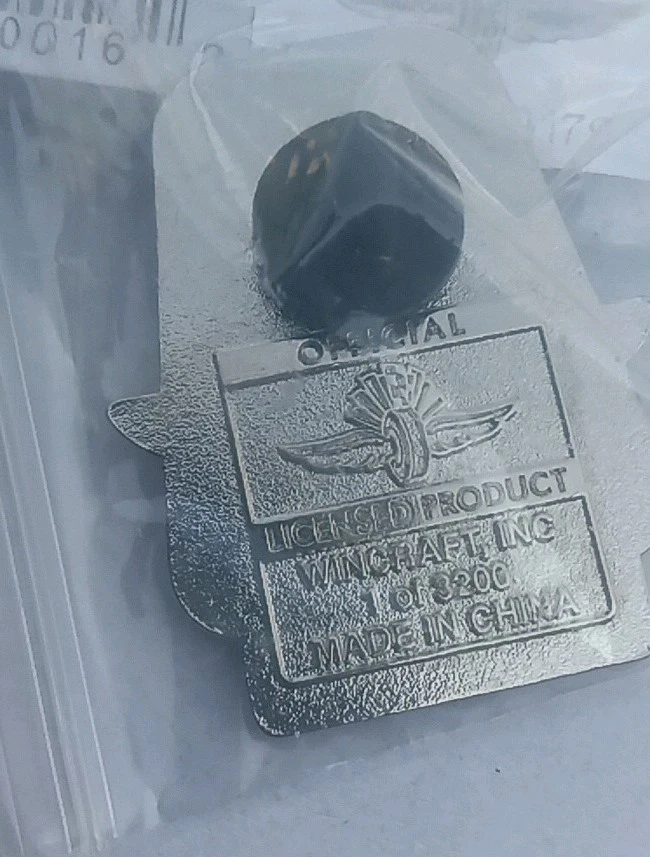 0016
OFFICIAL
LICENSED PRODUCT
WINCRAFT, INC
1 of 3200
MADE IN CHINA